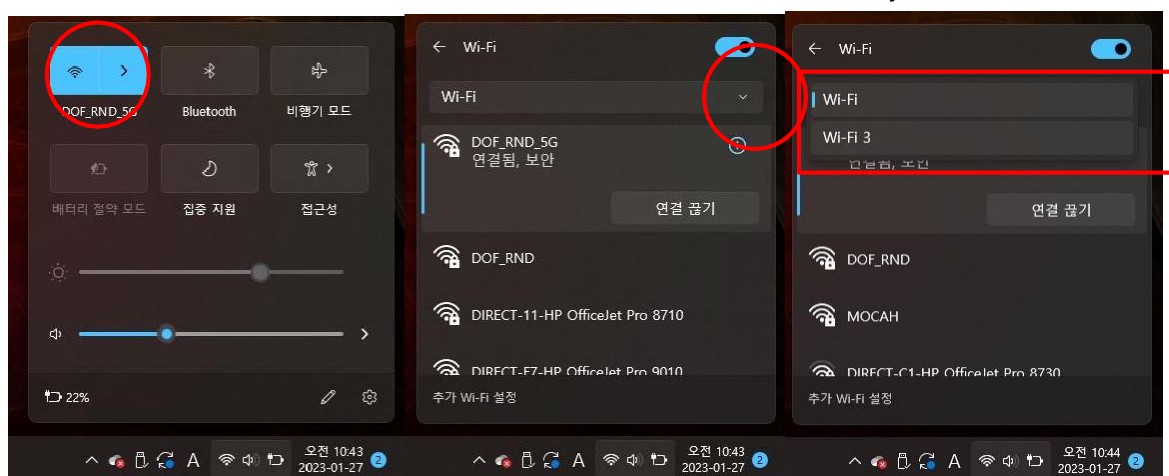 DOF_RND_5G
Bluetooth
비행기 모드
배터리 절약 모드
집중 지원
접근성
22%
A
오전 10:43
2023-01-27
2
Wi-Fi
Wi-Fi
DOF_RND_5G
연결됨, 보안
연결 끊기
DOF_RND
DIRECT-11-HP OfficeJet Pro 8710
DIRECT-F7-HP OfficeJet Pro 9010
추가 Wi-Fi 설정
A
오전 10:43
2023-01-27
2
Wi-Fi
Wi-Fi
Wi-Fi 3
연결됨, 보안
연결 끊기
DOF_RND
MOCAH
DIRECT-C1-HP OfficeJet Pro 8730
추가 Wi-Fi 설정
A
오전 10:44
2023-01-27
2